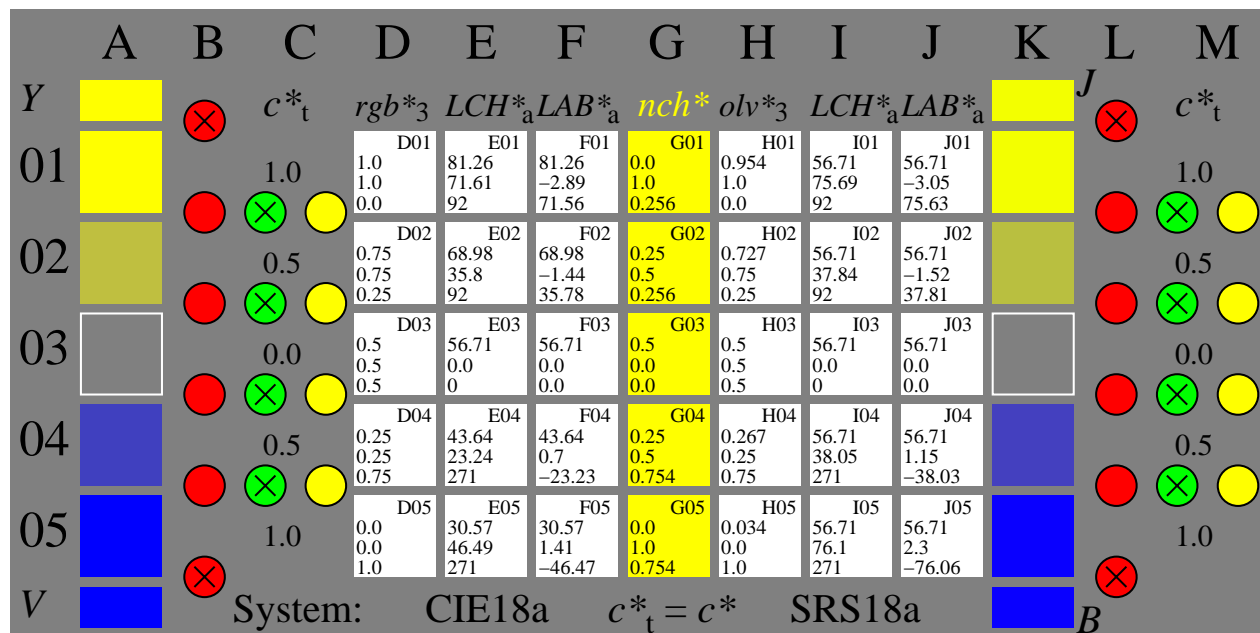 A B C D E F G H I J K L M
Y c*t rgb*3 LCH*a LAB*a nch* olv*3 LCH*a LAB*a J c*t
01 1.0 1.0
D01 E01 F01 G01 H01 I01 J01
1.0 81.26 81.26 0.0 0.954 56.71 56.71
1.0 71.61 −2.89 1.0 1.0 75.69 −3.05
0.0 92 71.56 0.256 0.0 92 75.63
02 0.5 0.5
D02 E02 F02 G02 H02 I02 J02
0.75 68.98 68.98 0.25 0.727 56.71 56.71
0.75 35.8 −1.44 0.5 0.75 37.84 −1.52
0.25 92 35.78 0.256 0.25 92 37.81
03 0.0 0.0
D03 E03 F03 G03 H03 I03 J03
0.5 56.71 56.71 0.5 0.5 56.71 56.71
0.5 0.0 0.0 0.0 0.5 0.0 0.0
0.5 0 0.0 0.0 0.5 0 0.0
04 0.5 0.5
D04 E04 F04 G04 H04 I04 J04
0.25 43.64 43.64 0.25 0.267 56.71 56.71
0.25 23.24 0.7 0.5 0.25 38.05 1.15
0.75 271 −23.23 0.754 0.75 271 −38.03
05 1.0 1.0
D05 E05 F05 G05 H05 I05 J05
0.0 30.57 30.57 0.0 0.034 56.71 56.71
0.0 46.49 1.41 1.0 0.0 76.1 2.3
1.0 271 −46.47 0.754 1.0 271 −76.06
V System: CIE18a c*t = c* SRS18a B